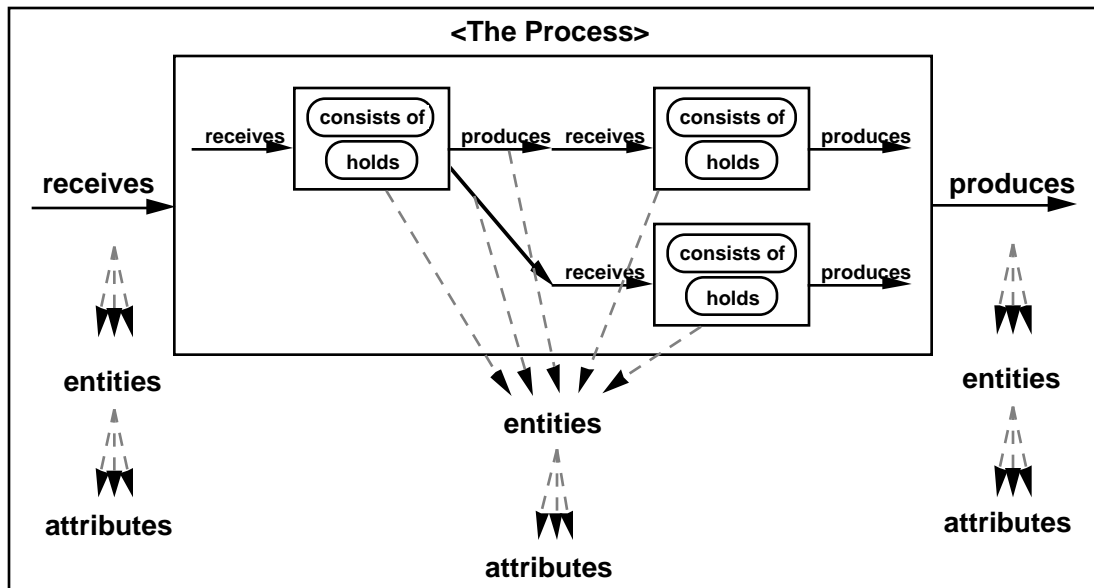 <The Process>
consists of
consists of
receives
produces
receives
produces
holds
holds
receives
produces
consists of
receives
produces
holds
entities
entities
entities
attributes
attributes
attributes